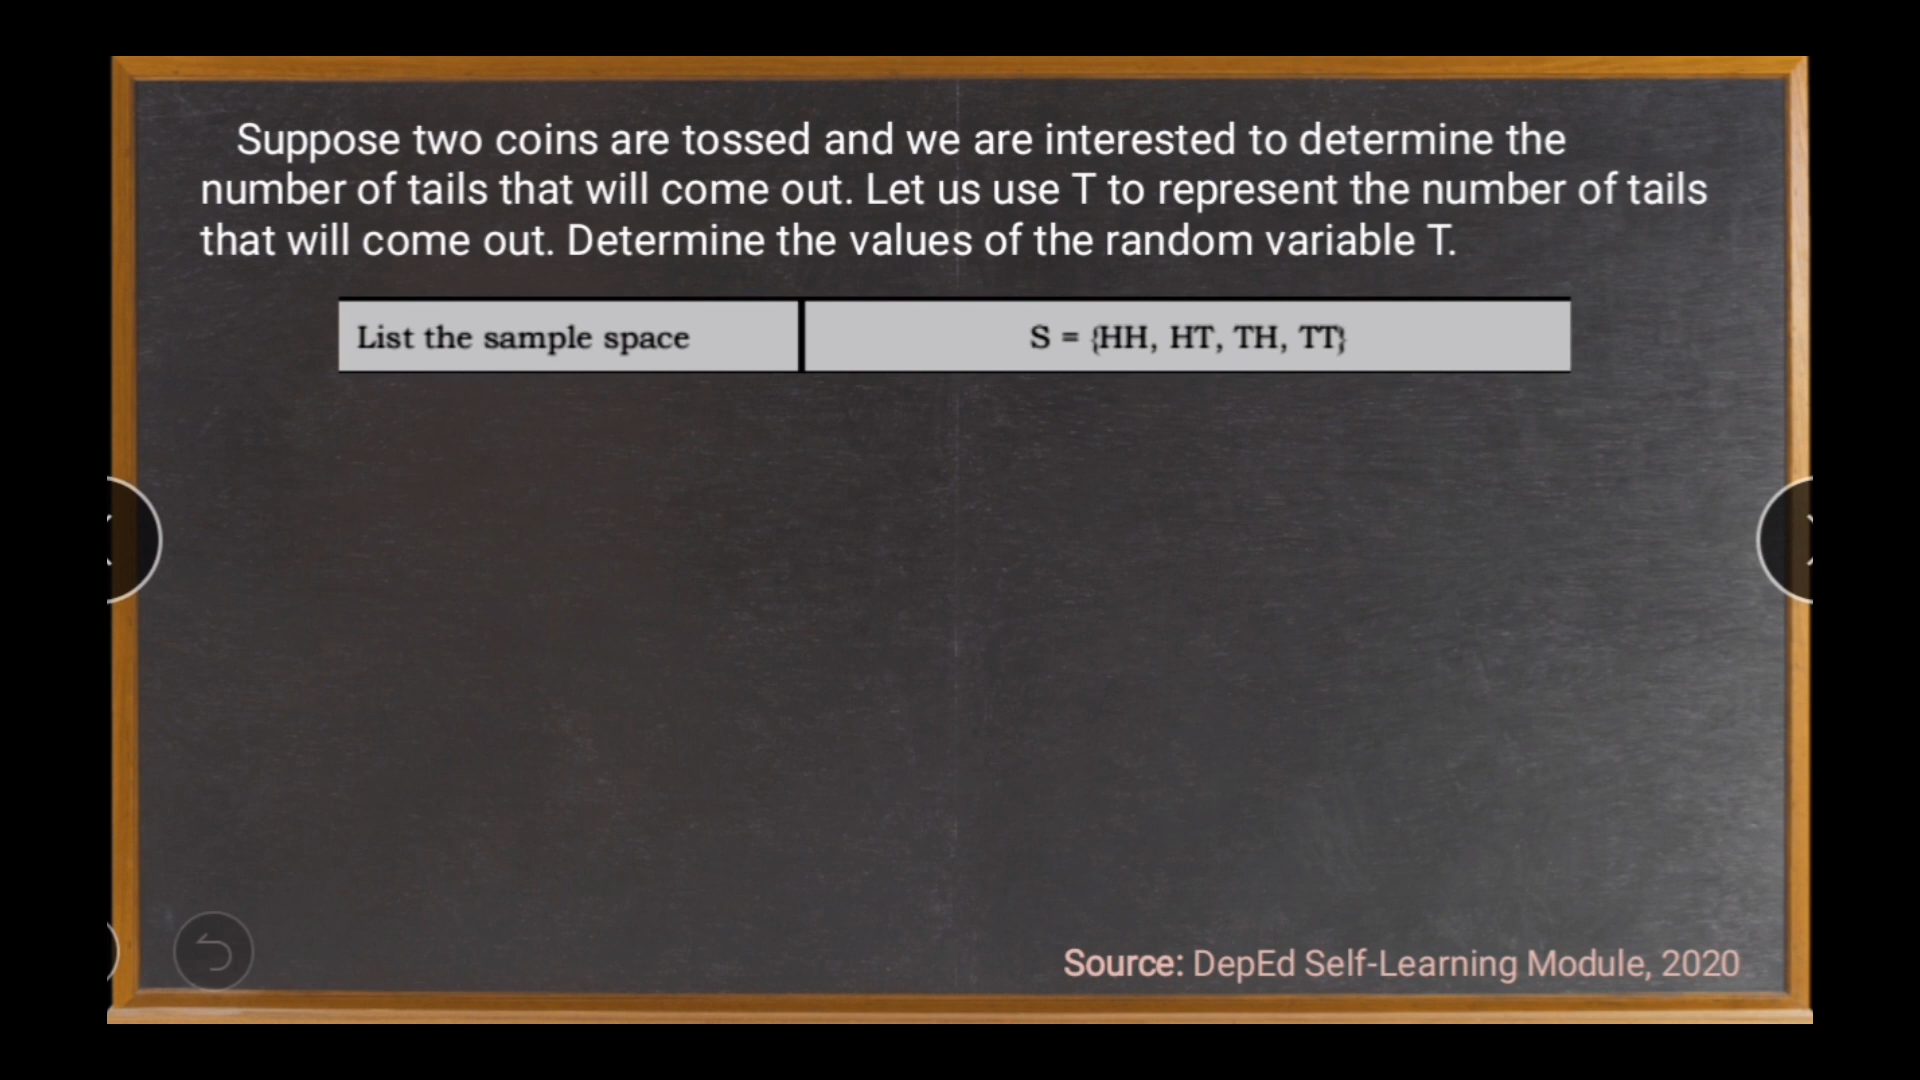 Suppose two coins are tossed and we are interested to determine the
number of tails that will come out. Let us use T to represent the number of tails
that will come out. Determine the values of the random variable T.
List the sample space
S = {HH, HT, TH, TT}
Source: DepEd Self-Learning Module, 2020